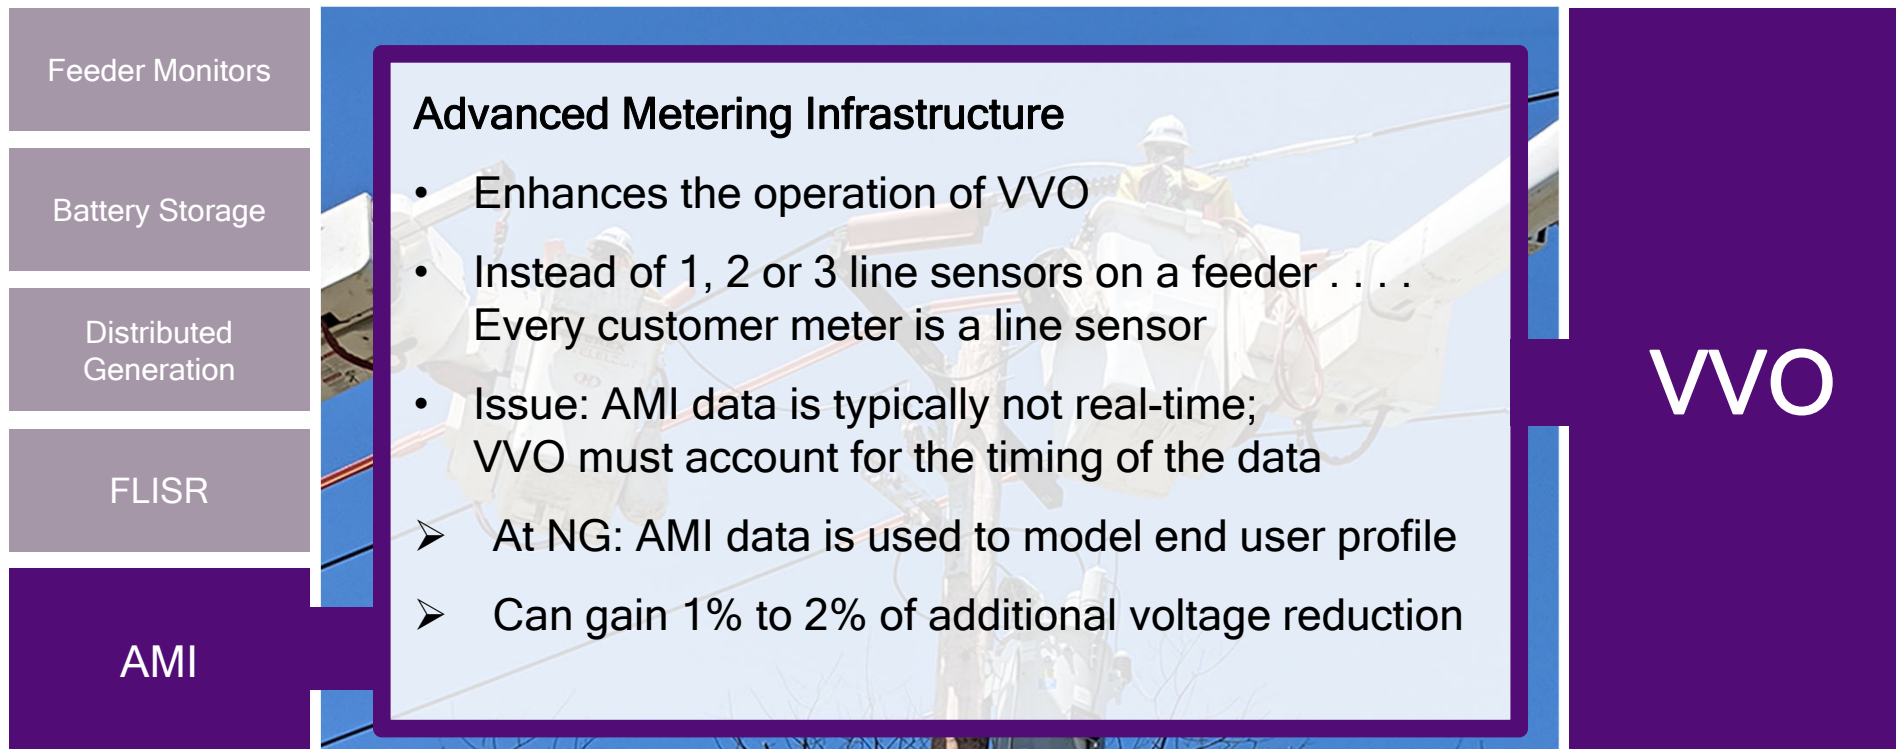 Feeder Monitors
Battery Storage
Distributed
Generation
FLISR
AMI
Advanced Metering Infrastructure
• Enhances the operation of VVO
• Instead of 1, 2 or 3 line sensors on a feeder . . . .
Every customer meter is a line sensor
• Issue: AMI data is typically not real-time;
VVO must account for the timing of the data
➢ At NG: AMI data is used to model end user profile
➢ Can gain 1% to 2% of additional voltage reduction
VVO